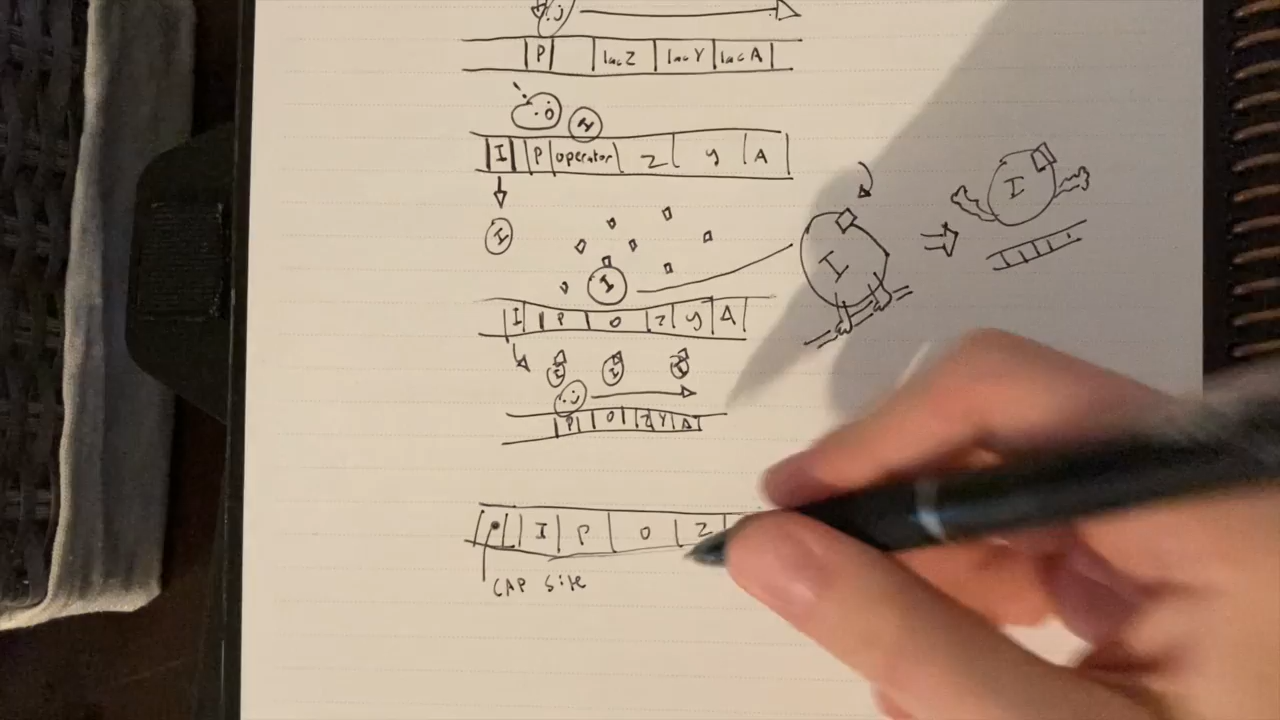 P lacZ lacY lacA
I
I P operator Z y A
I
I
I
I
I P O Z y A
I I I
P O Z Y A
I P O Z
CAP site